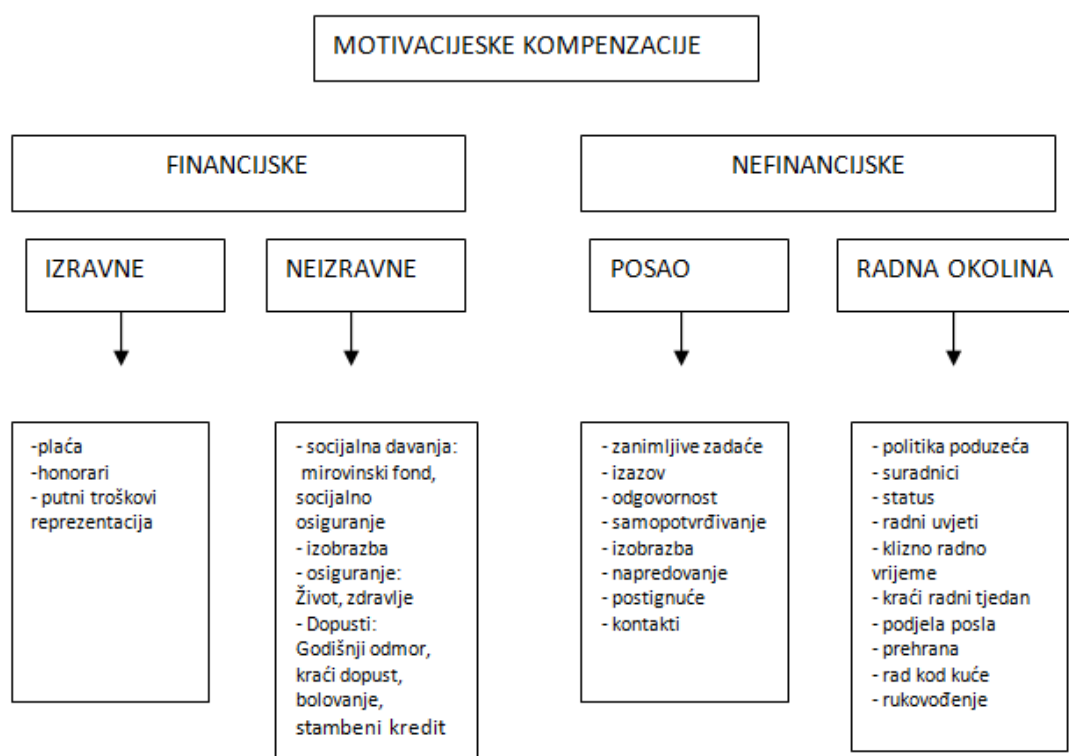 MOTIVACIJESKE KOMPENZACIJE
FINANCIJSKE
NEFINANCIJSKE
IZRAVNE
NEIZRAVNE
POSAO
RADNA OKOLINA
-plaća
-honorari
- putni troškovi
reprezentacija
- socijalna davanja:
mirovinski fond,
socijalno
osiguranje
- izobrazba
- osiguranje:
Život, zdravlje
- Dopusti:
Godišnji odmor,
kraći dopust,
bolovanje,
stambeni kredit
- zanimljive zadaće
- izazov
- odgovornost
- samopotvrđivanje
- izobrazba
- napredovanje
- postignuće
- kontakti
- politika poduzeća
- suradnici
- status
- radni uvjeti
- klizno radno
vrijeme
- kraći radni tjedan
- podjela posla
- prehrana
- rad kod kuće
- rukovođenje